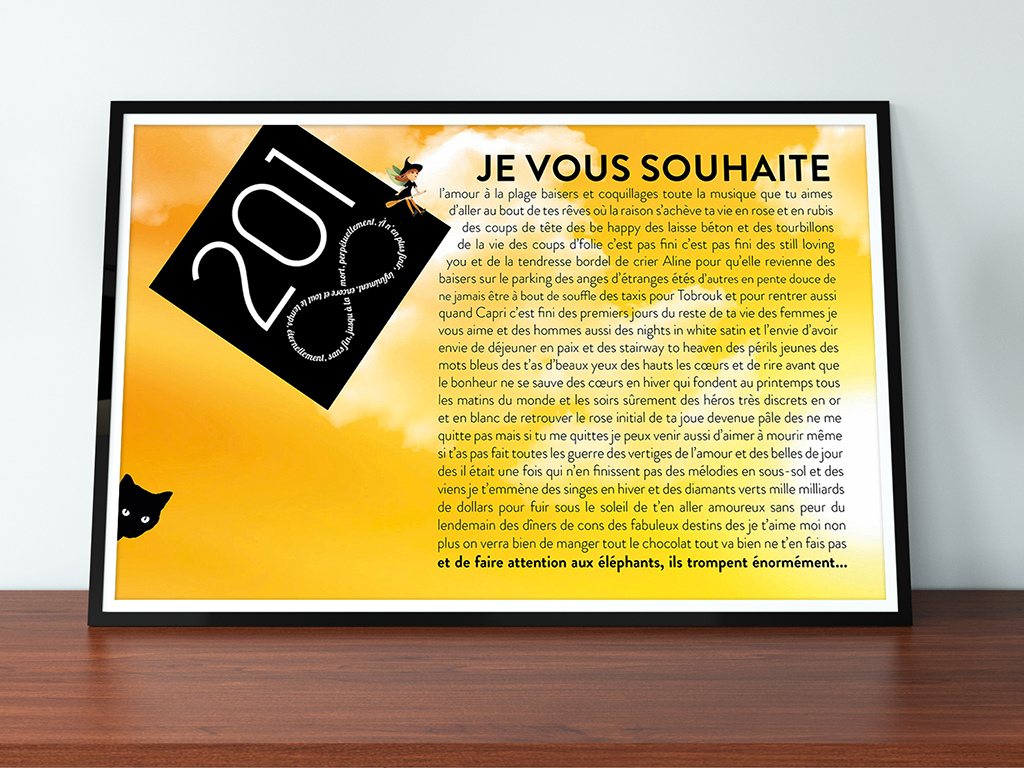 201
À n'en plus finir, infiniment, encore et tout le temps, éternellement, sans fin, jusqu'à la mort, perpétuellement.
JE VOUS SOUHAITE
l'amour à la plage baisers et coquillages toute la musique que tu aimes
d'aller au bout de tes rêves où la raison s'achève ta vie en rose et en rubis
des coups de tête des be happy des laisse béton et des tourbillons
de la vie des coups d'folie c'est pas fini c'est pas fini des still loving
you et de la tendresse bordel de crier Aline pour qu'elle revienne des
baisers sur le parking des anges d'étranges étés d'autres en pente douce de
ne jamais être à bout de souffle des taxis pour Tobrouk et pour rentrer aussi
quand Capri c'est fini des premiers jours du reste de ta vie des femmes je
vous aime et des hommes aussi des nights in white satin et l'envie d'avoir
envie de déjeuner en paix et des stairway to heaven des périls jeunes des
mots bleus des t'as d'beaux yeux des hauts les cœurs et de rire avant que
le bonheur ne se sauve des cœurs en hiver qui fondent au printemps tous
les matins du monde et les soirs sûrement des héros très discrets en or
et en blanc de retrouver le rose initial de ta joue devenue pâle des ne me
quitte pas mais si tu me quittes je peux venir aussi d'aimer à mourir même
si t'as pas fait toutes les guerre des vertiges de l'amour et des belles de jour
des il était une fois qui n'en finissent pas des mélodies en sous-sol et des
viens je t'emmène des singes en hiver et des diamants verts mille milliards
de dollars pour fuir sous le soleil de t'en aller amoureux sans peur du
lendemain des dîners de cons des fabuleux destins des je t'aime moi non
plus on verra bien de manger tout le chocolat tout va bien ne t'en fais pas
et de faire attention aux éléphants, ils trompent énormément...